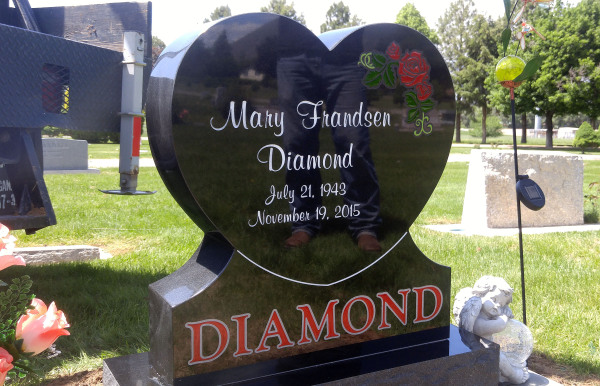 Mary Frandsen
Diamond
July 21, 1943
November 19, 2015
DIAMOND